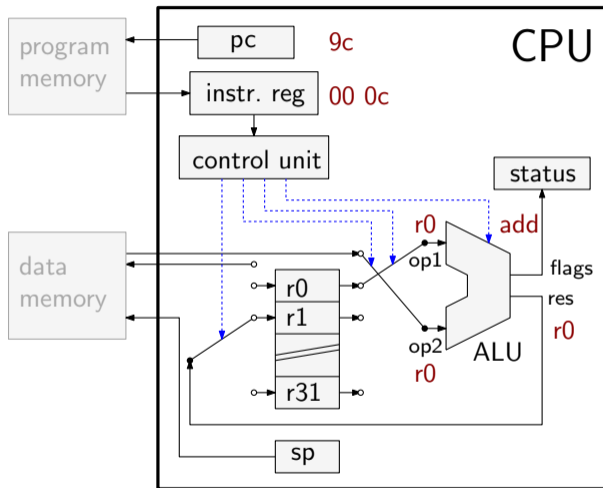 program
memory
pc
9c
CPU
instr. reg
00 0c
control unit
status
r0
add
op1
data
memory
r0
r1
r31
flags
res
op2
r0
ALU
r0
sp